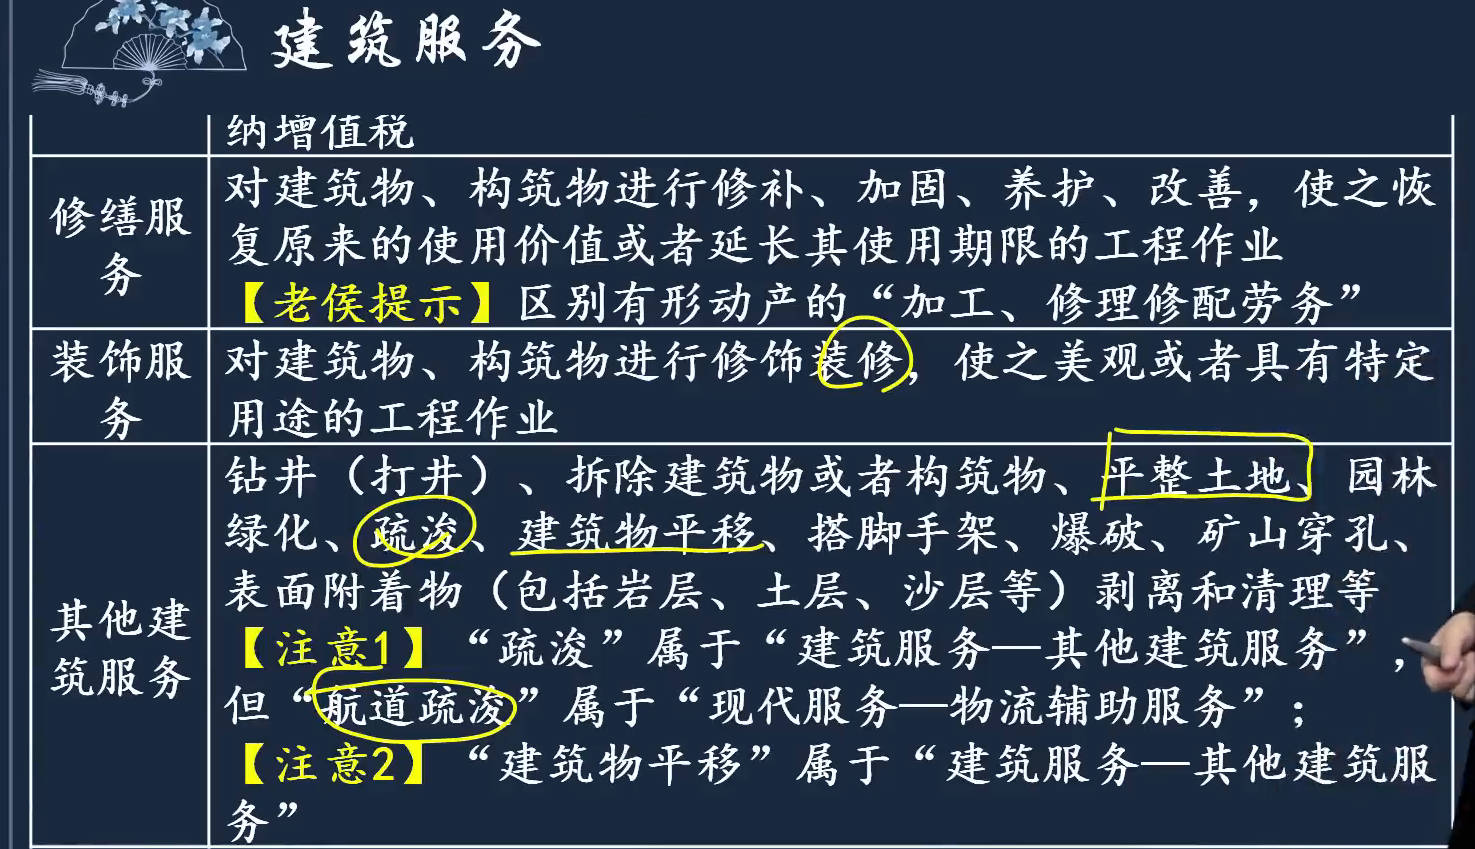 建筑服务
纳增值税
修缮服务
对建筑物、构筑物进行修补、加固、养护、改善，使之恢
复原来的使用价值或者延长其使用期限的工程作业
【老侯提示】区别有形动产的“加工、修理修配劳务”
装饰服务
对建筑物、构筑物进行修饰装修，使之美观或者具有特定
用途的工程作业
其他建筑服务
钻井（打井）、拆除建筑物或者构筑物、平整土地、园林
绿化、疏浚、建筑物平移、搭脚手架、爆破、矿山穿孔、
表面附着物（包括岩层、土层、沙层等）剥离和清理等
【注意1】“疏浚”属于“建筑服务—其他建筑服务”，
但“航道疏浚”属于“现代服务—物流辅助服务”；
【注意2】“建筑物平移”属于“建筑服务—其他建筑服
务”